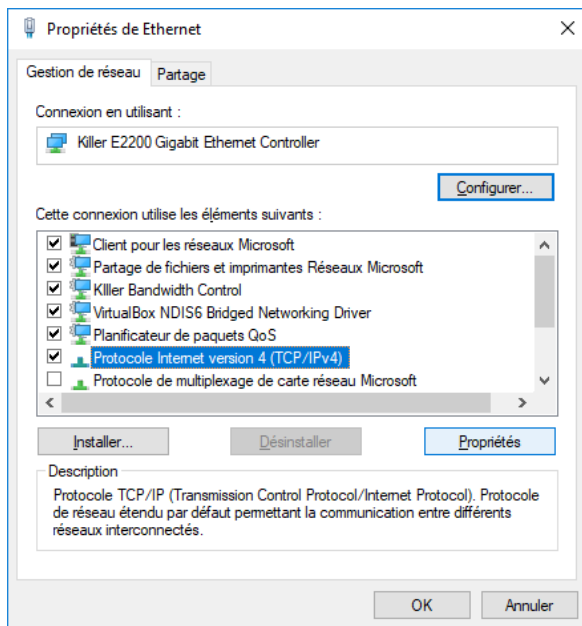 Propriétés de Ethernet
Gestion de réseau
Partage
Connexion en utilisant :
Killer E2200 Gigabit Ethernet Controller
Configurer...
Cette connexion utilise les éléments suivants :
Client pour les réseaux Microsoft
Partage de fichiers et imprimantes Réseaux Microsoft
KIller Bandwidth Control
VirtualBox NDIS6 Bridged Networking Driver
Planificateur de paquets QoS
Protocole Internet version 4 (TCP/IPv4)
Protocole de multiplexage de carte réseau Microsoft
Installer...
Désinstaller
Propriétés
Description
Protocole TCP/IP (Transmission Control Protocol/Internet Protocol). Protocole
de réseau étendu par défaut permettant la communication entre différents
réseaux interconnectés.
OK
Annuler